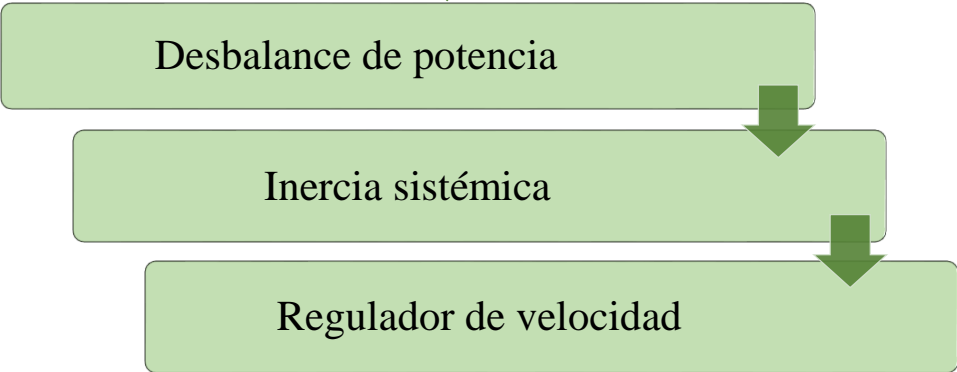 Desbalance de potencia
Inercia sistémica
Regulador de velocidad